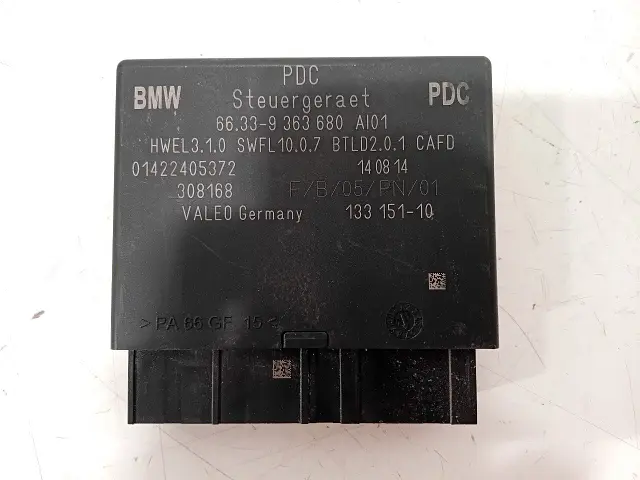 PDC
BMW Steuergeraet PDC
66.33-9 363 680 AI01
HWEL3.1.0 SWFL10.0.7 BTLD2.0.1 CAFD
01422405372 14 08 14
308168 F/B/05/PN/01
VALEO Germany 133 151-10
>PA 66 GF 15<